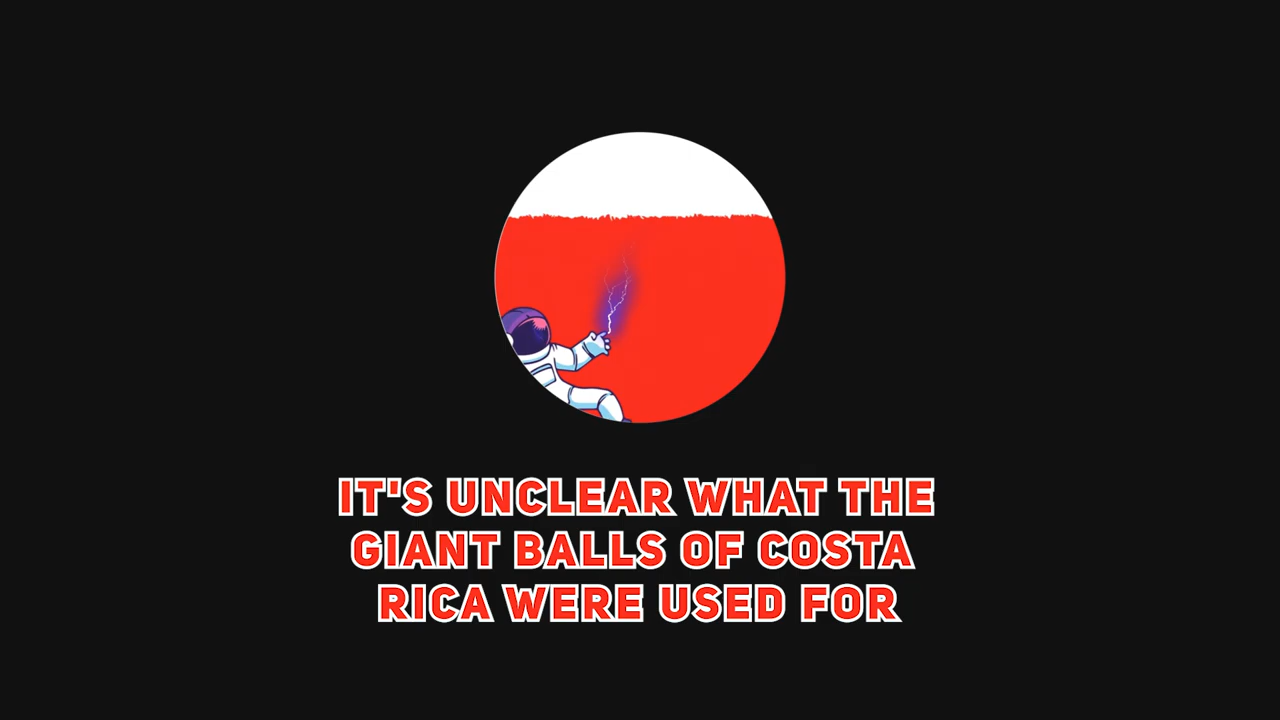 IT'S UNCLEAR WHAT THE
GIANT BALLS OF COSTA
RICA WERE USED FOR